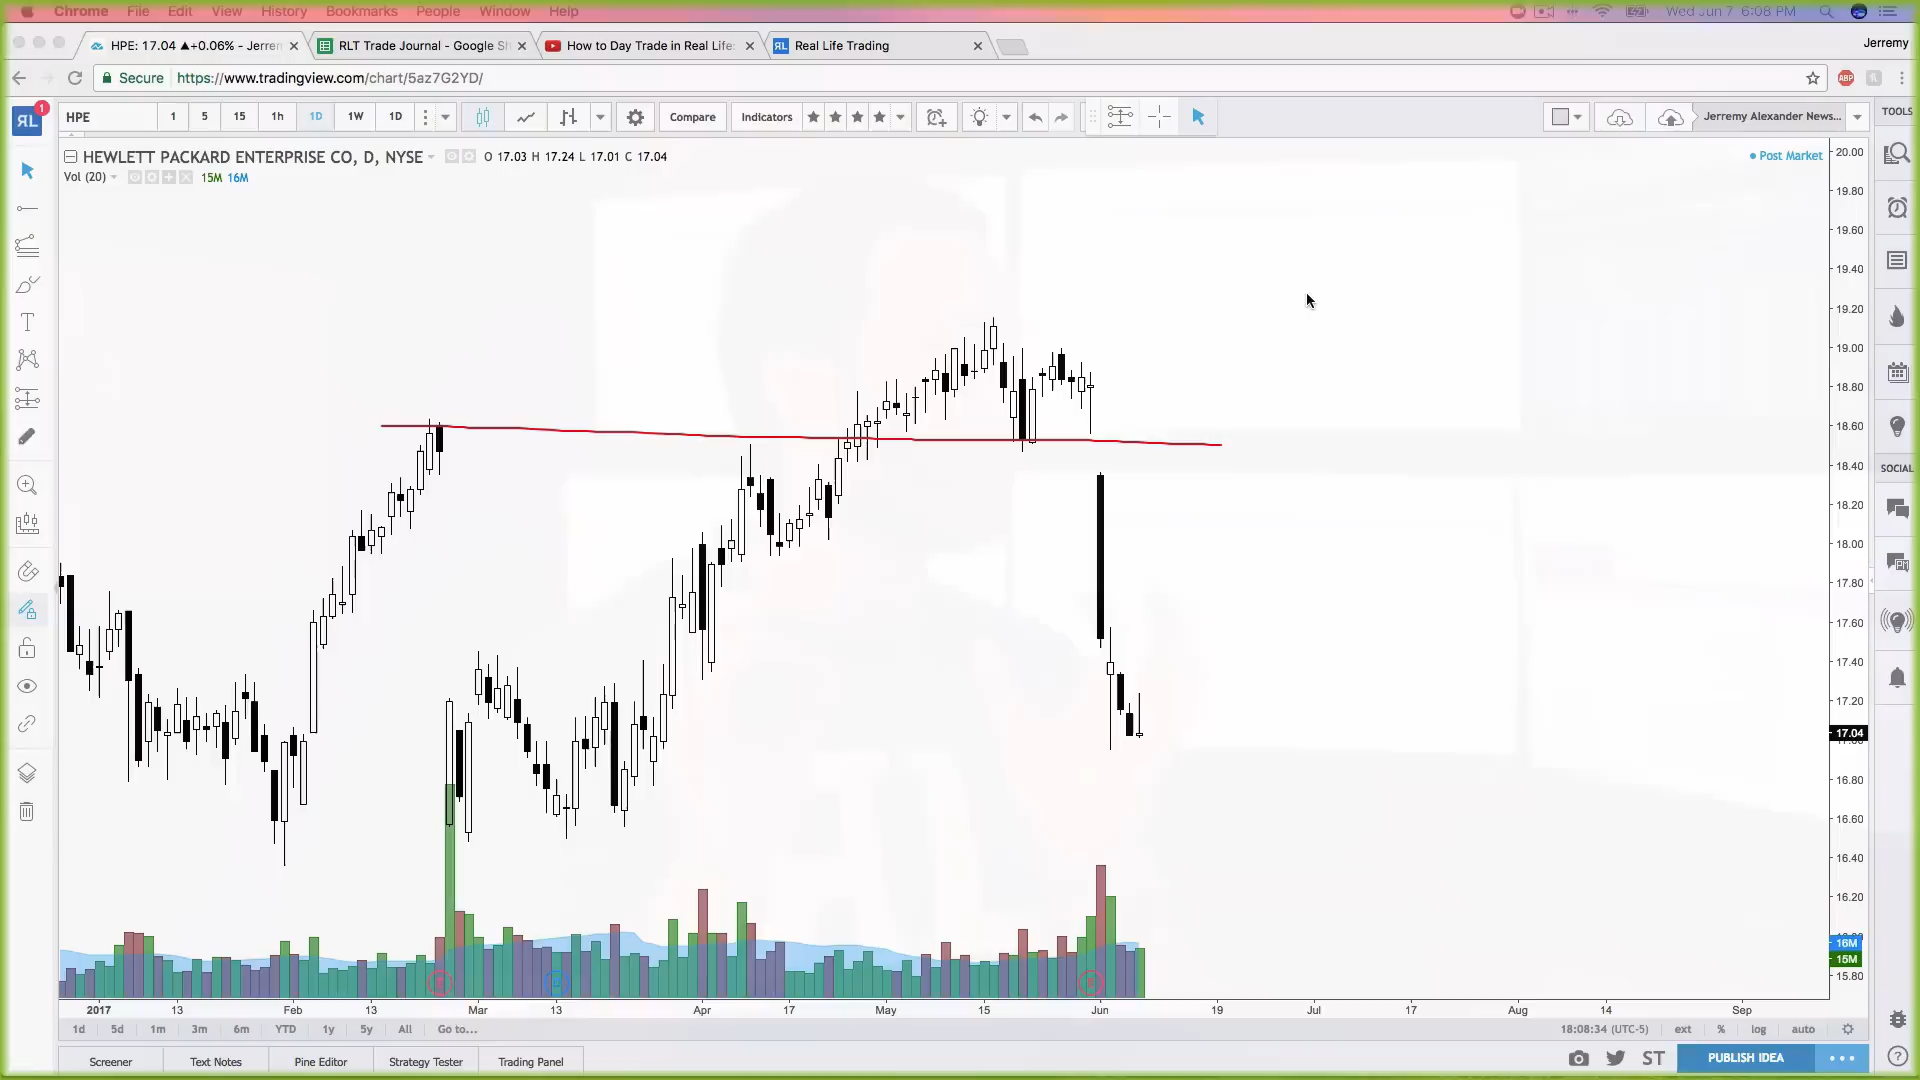 Chrome File Edit View History Bookmarks People Window Help Wed Jun 7 6:08 PM
HPE: 17.04 ▲+0.06% - Jerrem RLT Trade Journal - Google Sh How to Day Trade in Real Life: Real Life Trading Jerremy
Secure https://www.tradingview.com/chart/5az7G2YD/ ABP
RL 1 HPE 1 5 15 1h 1D 1W 1D Compare Indicators Jerremy Alexander News... TOOLS
HEWLETT PACKARD ENTERPRISE CO, D, NYSE O 17.03 H 17.24 L 17.01 C 17.04 Post Market
Vol (20) 15M 16M
20.00
19.80
19.60
19.40
19.20
19.00
18.80
18.60
18.40
SOCIAL
18.20
18.00
17.80
17.60
17.40
17.20
17.04
16.80
16.60
16.40
16.20
16M
15M
15.80
2017 13 Feb 13 Mar 13 Apr 17 May 15 Jun 19 Jul 17 Aug 14 Sep
1d 5d 1m 3m 6m YTD 1y 5y All Go to... 18:08:34 (UTC-5) ext % log auto
Screener Text Notes Pine Editor Strategy Tester Trading Panel ST PUBLISH IDEA